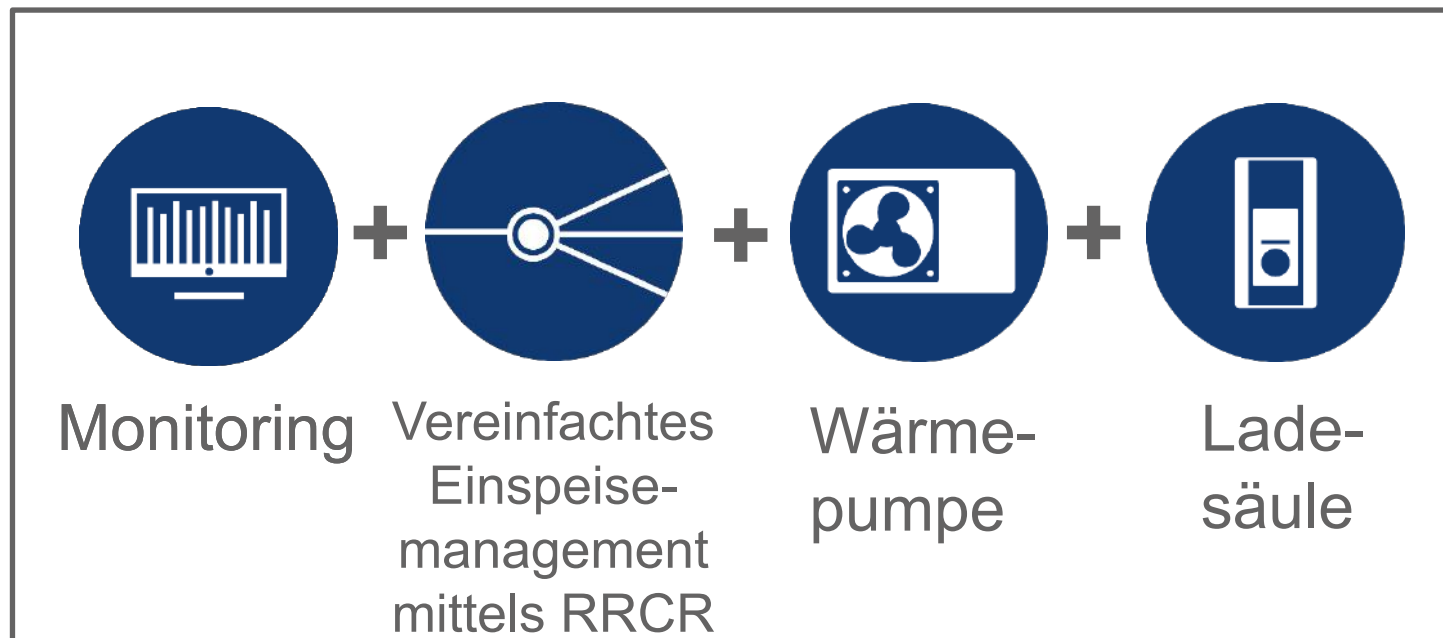 Monitoring
Vereinfachtes
Einspeise-
management
mittels RRCR
Wärme-
pumpe
Lade-
säule